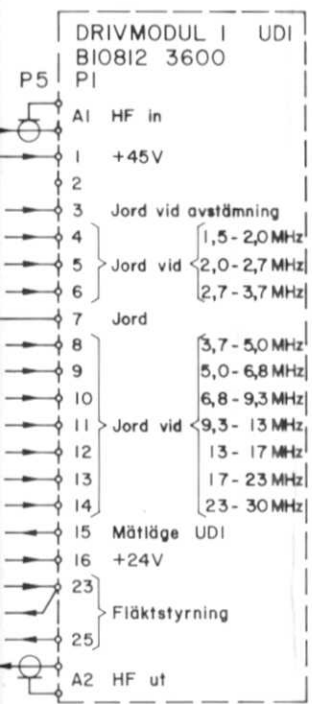 DRIVMODUL I UDI
BI0812 3600
P5 PI
AI HF in
1 +45V
2
3 Jord vid avstämning
4 1,5-2,0 MHz
5 Jord vid 2,0-2,7 MHz
6 2,7-3,7 MHz
7 Jord
8 3,7-5,0 MHz
9 5,0-6,8 MHz
10 6,8-9,3 MHz
11 Jord vid 9,3- 13 MHz
12 13- 17 MHz
13 17- 23 MHz
14 23- 30 MHz
15 Mätläge UDI
16 +24V
23
Fläktstyrning
25
A2 HF ut